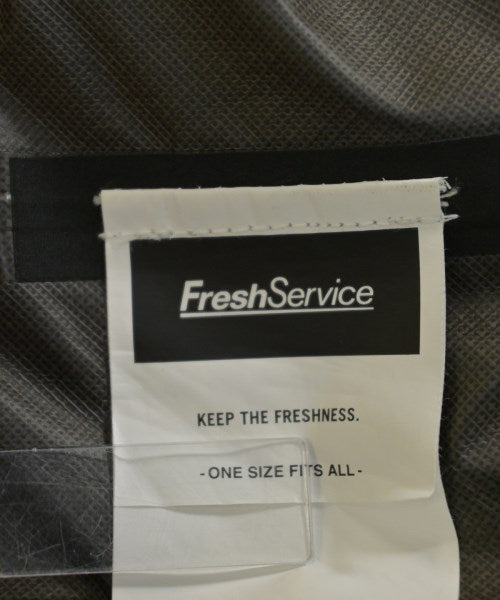 FreshService
KEEP THE FRESHNESS.
- ONE SIZE FITS ALL -